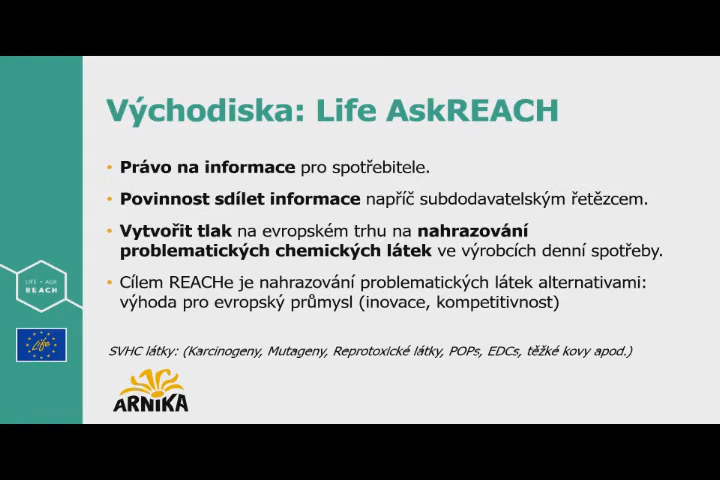 Východiska: Life AskREACH
• Právo na informace pro spotřebitele.
• Povinnost sdílet informace napříč subdodavatelským řetězcem.
• Vytvořit tlak na evropském trhu na nahrazování
problematických chemických látek ve výrobcích denní spotřeby.
• Cílem REACHe je nahrazování problematických látek alternativami:
výhoda pro evropský průmysl (inovace, kompetitivnost)
LIFE • ASK
REACH
Life
SVHC látky: (Karcinogeny, Mutageny, Reprotoxické látky, POPs, EDCs, těžké kovy apod.)
ARNIKA